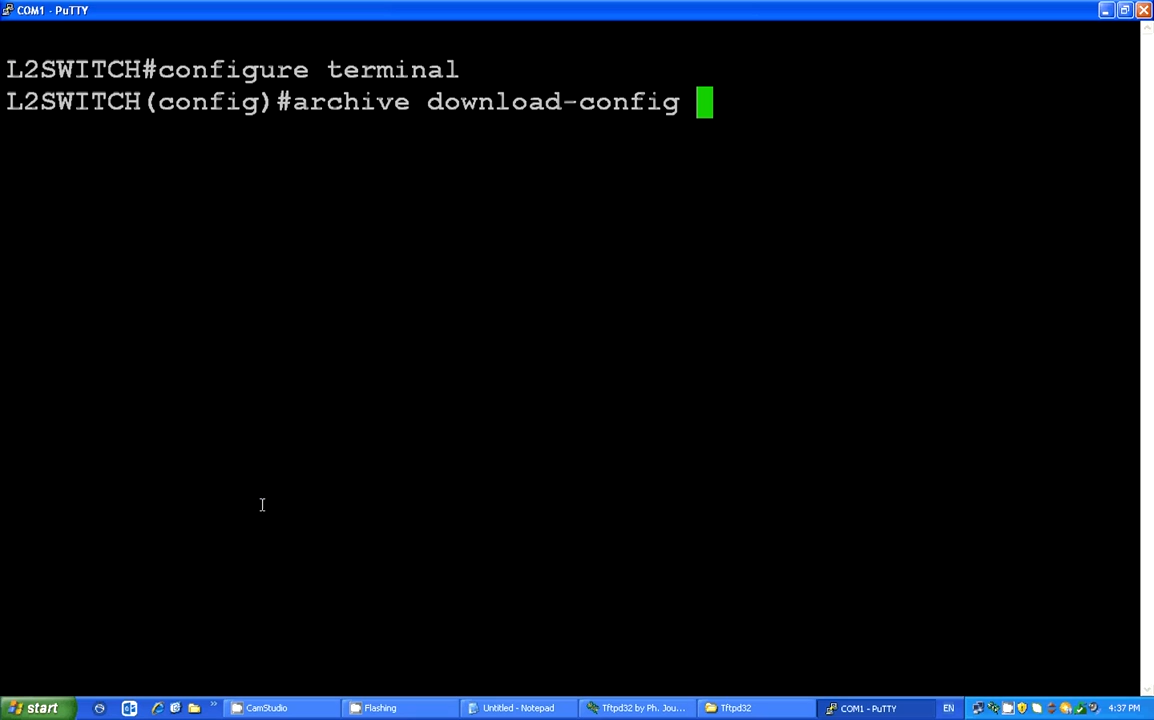 COM1 - PuTTY
L2SWITCH#configure terminal
L2SWITCH(config)#archive download-config
start
CamStudio
Flashing
Untitled - Notepad
Tftpd32 by Ph. Jou...
Tftpd32
COM1 - PuTTY
EN
4:37 PM